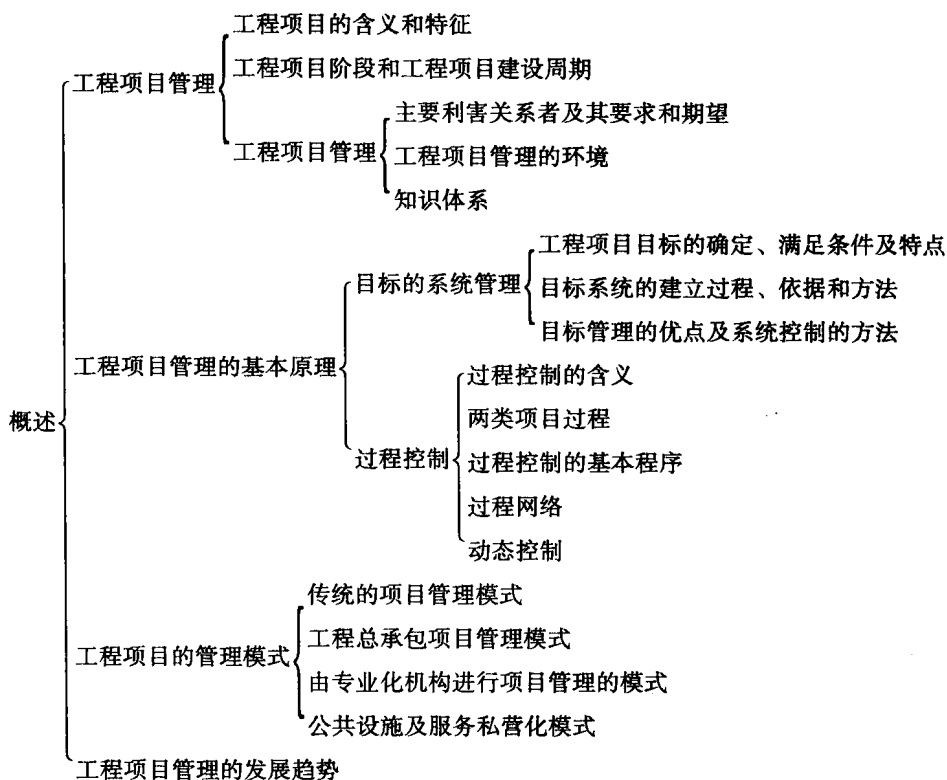 概述
工程项目管理
工程项目的含义和特征
工程项目阶段和工程项目建设周期
工程项目管理
主要利害关系者及其要求和期望
工程项目管理的环境
知识体系
工程项目管理的基本原理
目标的系统管理
工程项目目标的确定、满足条件及特点
目标系统的建立过程、依据和方法
目标管理的优点及系统控制的方法
过程控制
过程控制的含义
两类项目过程
过程控制的基本程序
过程网络
动态控制
工程项目的管理模式
传统的项目管理模式
工程总承包项目管理模式
由专业化机构进行项目管理的模式
公共设施及服务私营化模式
工程项目管理的发展趋势